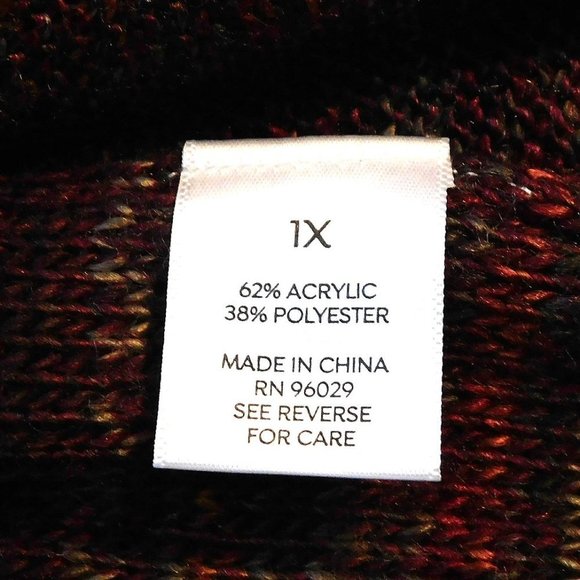 1X
62% ACRYLIC
38% POLYESTER
MADE IN CHINA
RN 96029
SEE REVERSE
FOR CARE